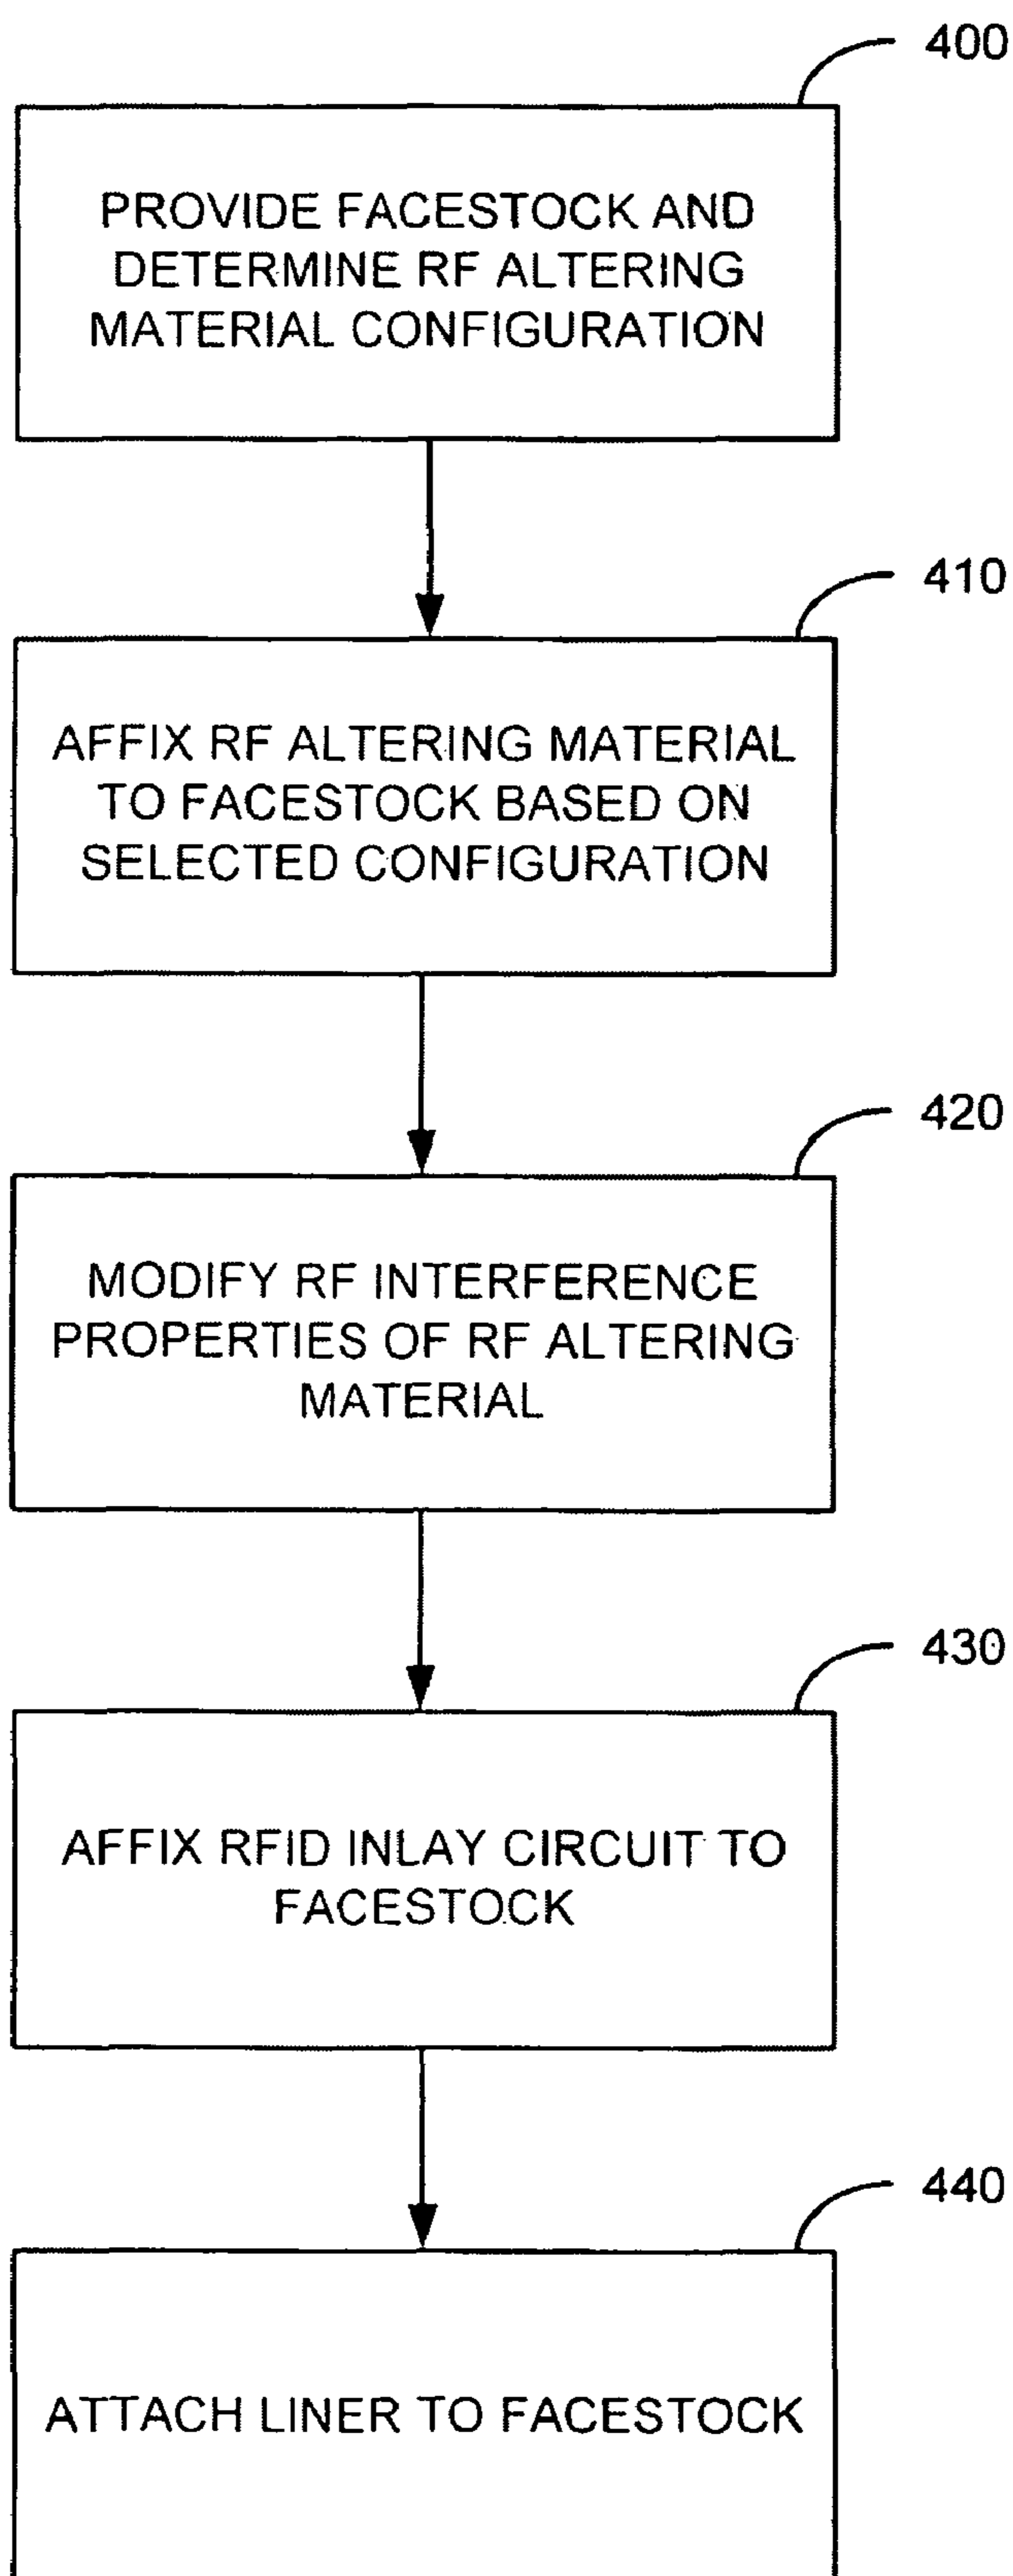 400
PROVIDE FACESTOCK AND
DETERMINE RF ALTERING
MATERIAL CONFIGURATION
410
AFFIX RF ALTERING MATERIAL
TO FACESTOCK BASED ON
SELECTED CONFIGURATION
420
MODIFY RF INTERFERENCE
PROPERTIES OF RF ALTERING
MATERIAL
430
AFFIX RFID INLAY CIRCUIT TO
FACESTOCK
440
ATTACH LINER TO FACESTOCK